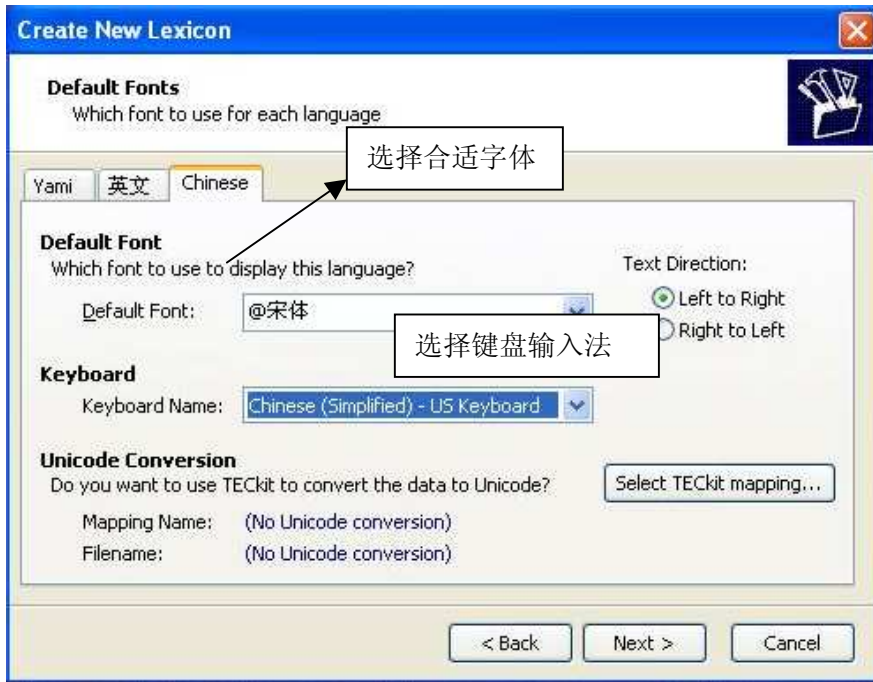 Create New Lexicon
Default Fonts
Which font to use for each language
选择合适字体
Yami 英文 Chinese
Default Font
Which font to use to display this language?
Text Direction:
Default Font: @宋体
Left to Right
Right to Left
选择键盘输入法
Keyboard
Keyboard Name: Chinese (Simplified) - US Keyboard
Unicode Conversion
Do you want to use TECkit to convert the data to Unicode?
Select TECkit mapping...
Mapping Name: (No Unicode conversion)
Filename: (No Unicode conversion)
< Back Next > Cancel